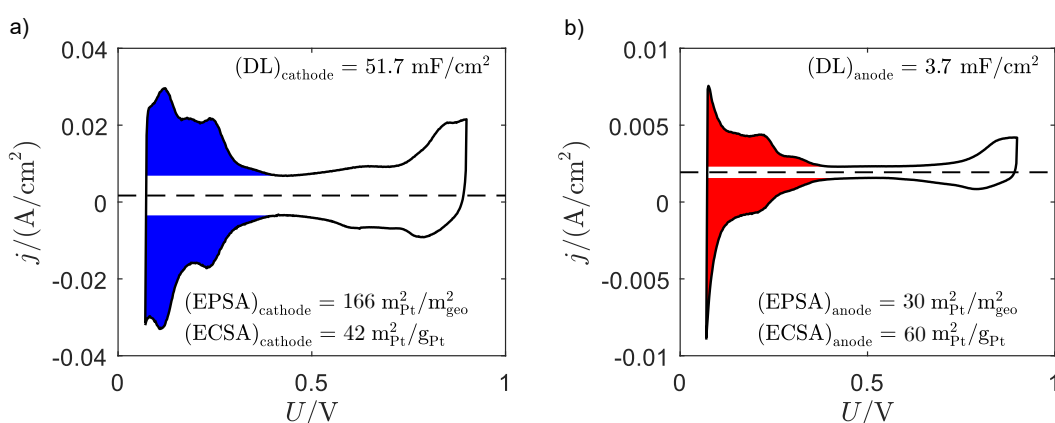 a)
0.04
0.02
0
-0.02
-0.04
j/(A/cm²)
(DL)cathode = 51.7 mF/cm²
(EPSA)cathode = 166 m²Pt/m²geo
(ECSA)cathode = 42 m²Pt/gPt
0 0.5 1
U/V
b)
0.01
0.005
0
-0.005
-0.01
j/(A/cm²)
(DL)anode = 3.7 mF/cm²
(EPSA)anode = 30 m²Pt/m²geo
(ECSA)anode = 60 m²Pt/gPt
0 0.5 1
U/V